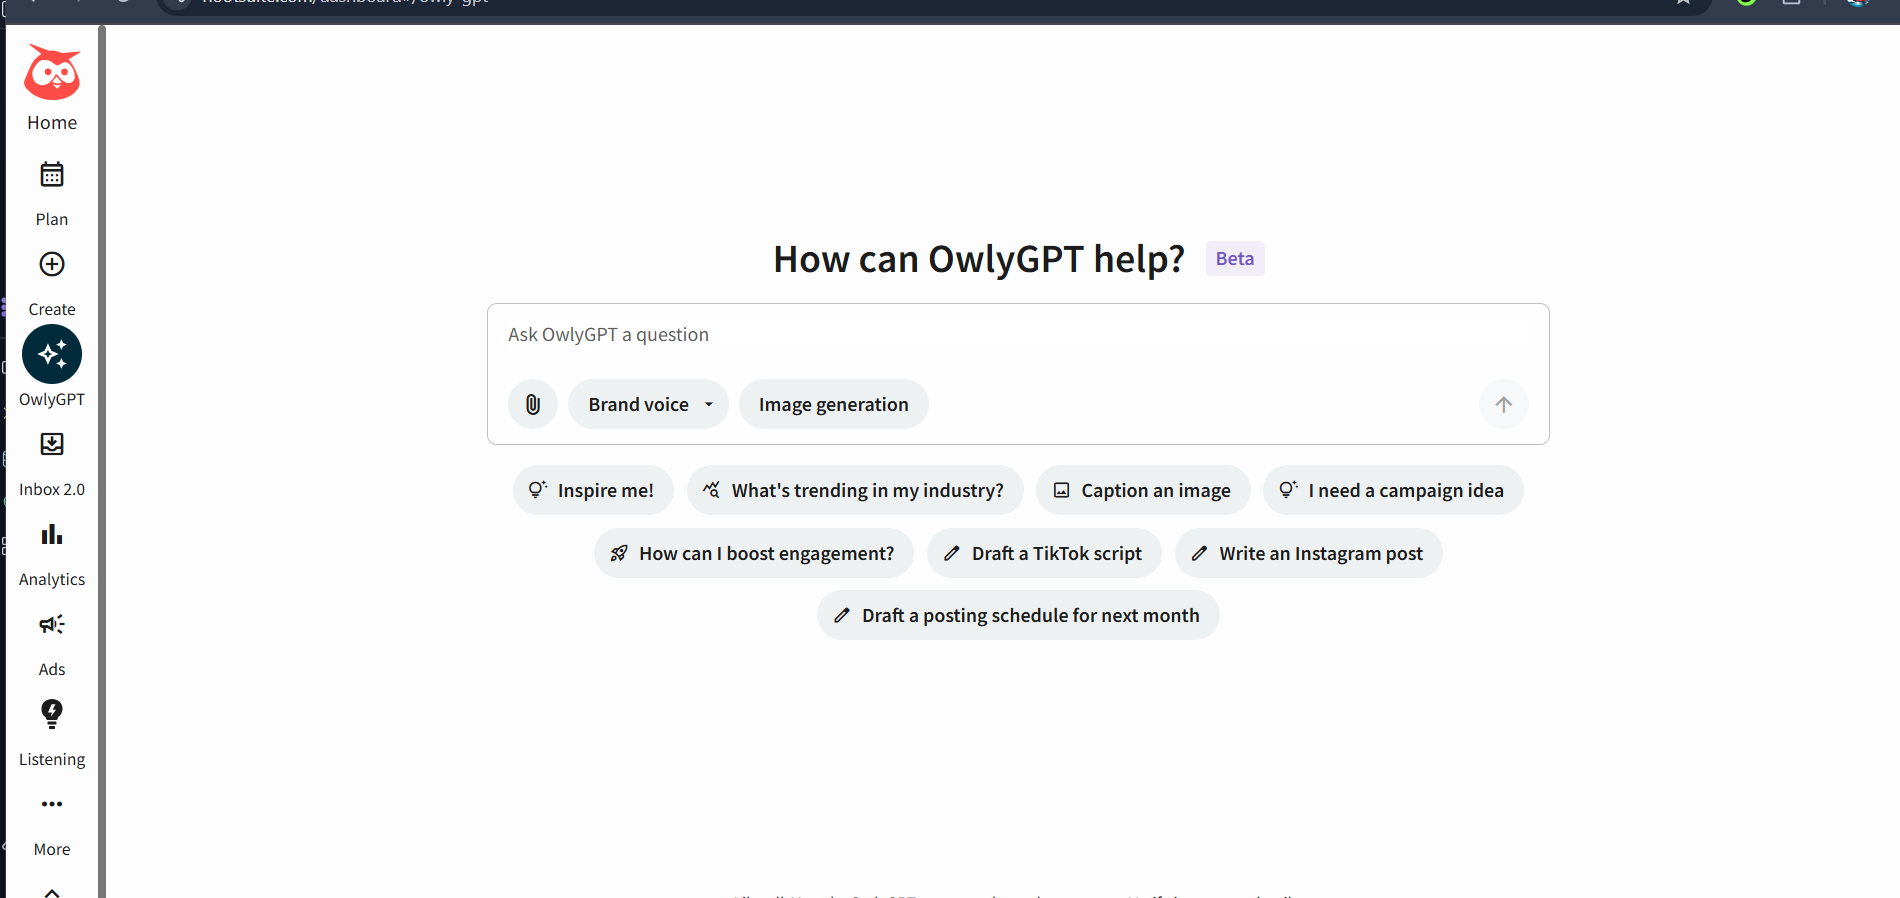 Home
Plan
Create
OwlyGPT
Inbox 2.0
Analytics
Ads
Listening
More
How can OwlyGPT help?
Beta
Ask OwlyGPT a question
Brand voice
Image generation
Inspire me!
What's trending in my industry?
Caption an image
I need a campaign idea
How can I boost engagement?
Draft a TikTok script
Write an Instagram post
Draft a posting schedule for next month